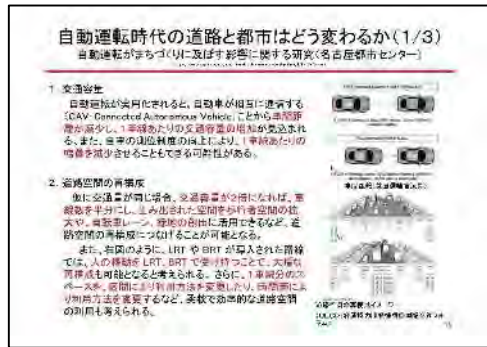 自動運転時代の道路と都市はどう変わるか(1/3)
自動運転がまちづくりに及ぼす影響に関する研究(名古屋都市センター)
1. 交通容量
自動運転が実用化されると、自動車が相互に通信する
(CAV-Connected Autonomous Vehicle)ことから車間距
離が減少し、1車線あたりの交通容量の増加が見込まれ
る。また、自車の測位制度の向上により、1車線あたりの
幅員を減少させることもできる可能性がある。
2. 道路空間の再構成
仮に交通量が同じ場合、交通容量が2倍になれば、車
線数を半分にし、生み出された空間を歩行者空間の拡
大や、自転車レーン、緑地の創出に活用できるなど、道
路空間の再構成につなげることが可能となる。
また、右図のように、LRT や BRT が導入された路線
では、人の移動を LRT、BRT で受け持つことで、大幅な
再構成も可能となると考えられる。さらに、1車線分のス
ペースを、区間により利用方法を変更したり、時間帯によ
り利用方法を変更するなど、柔軟で効率的な道路空間
の利用も考えられる。